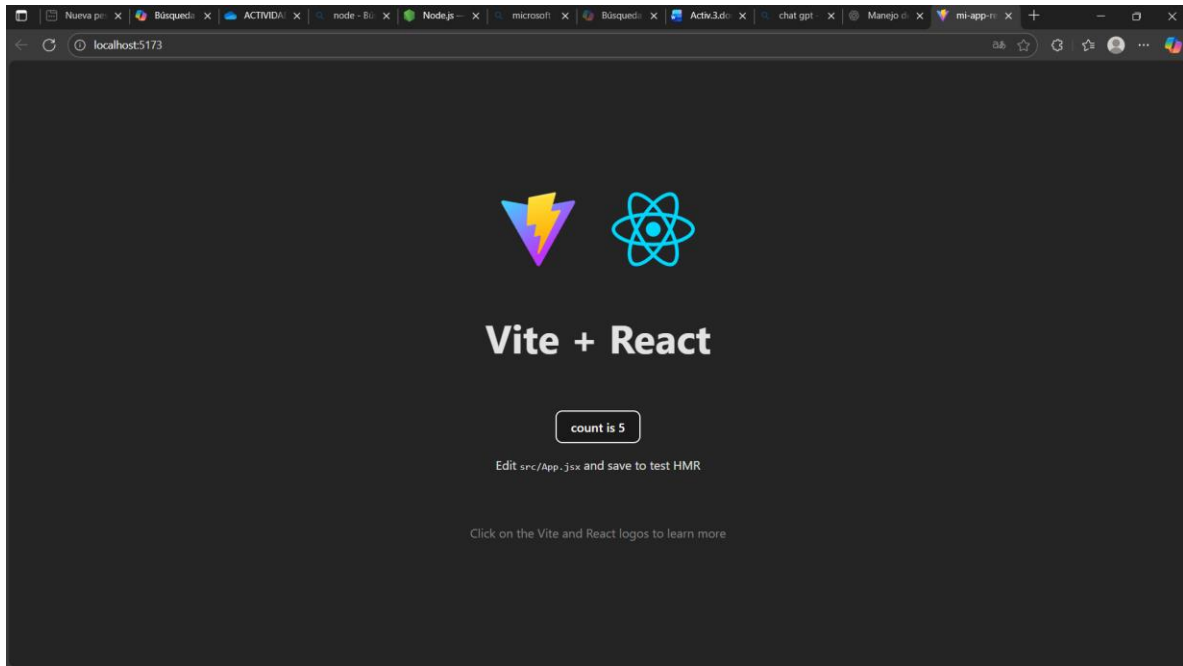 Nueva pe Búsqueda ACTIVIDA node - Bú Node.js — microsoft Búsqueda Activ.3.do chat gpt - Manejo d mi-app-re
localhost:5173
Vite + React
count is 5
Edit src/App.jsx and save to test HMR
Click on the Vite and React logos to learn more